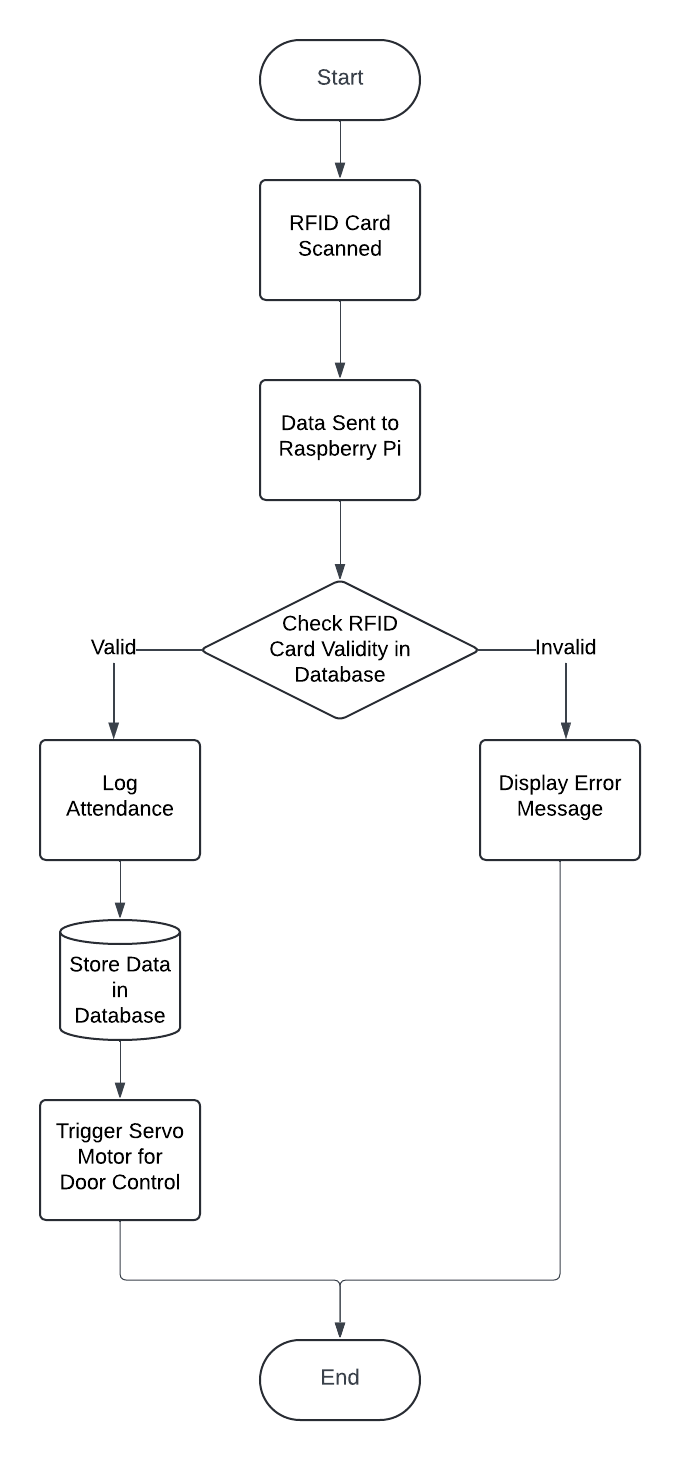 Start
RFID Card
Scanned
Data Sent to
Raspberry Pi
Check RFID
Card Validity in
Database
Valid
Invalid
Log
Attendance
Display Error
Message
Store Data
in
Database
Trigger Servo
Motor for
Door Control
End